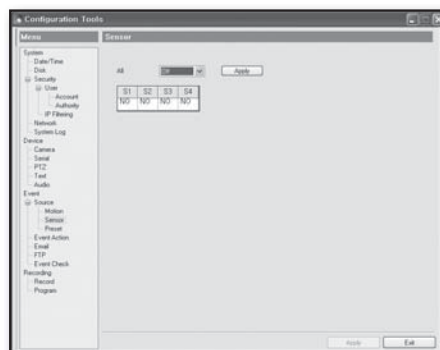 Configuration Tools
Menu
Sensor
System
Date/Time
Disk
Security
User
Account
Authority
IP Filtering
Network
System Log
Device
Camera
Serial
PTZ
Text
Audio
Event
Source
Motion
Sensor
Preset
Event Action
Email
FTP
Event Check
Recording
Record
Program
All
Apply
S1 S2 S3 S4
NO NO NO NO
Apply
Exit